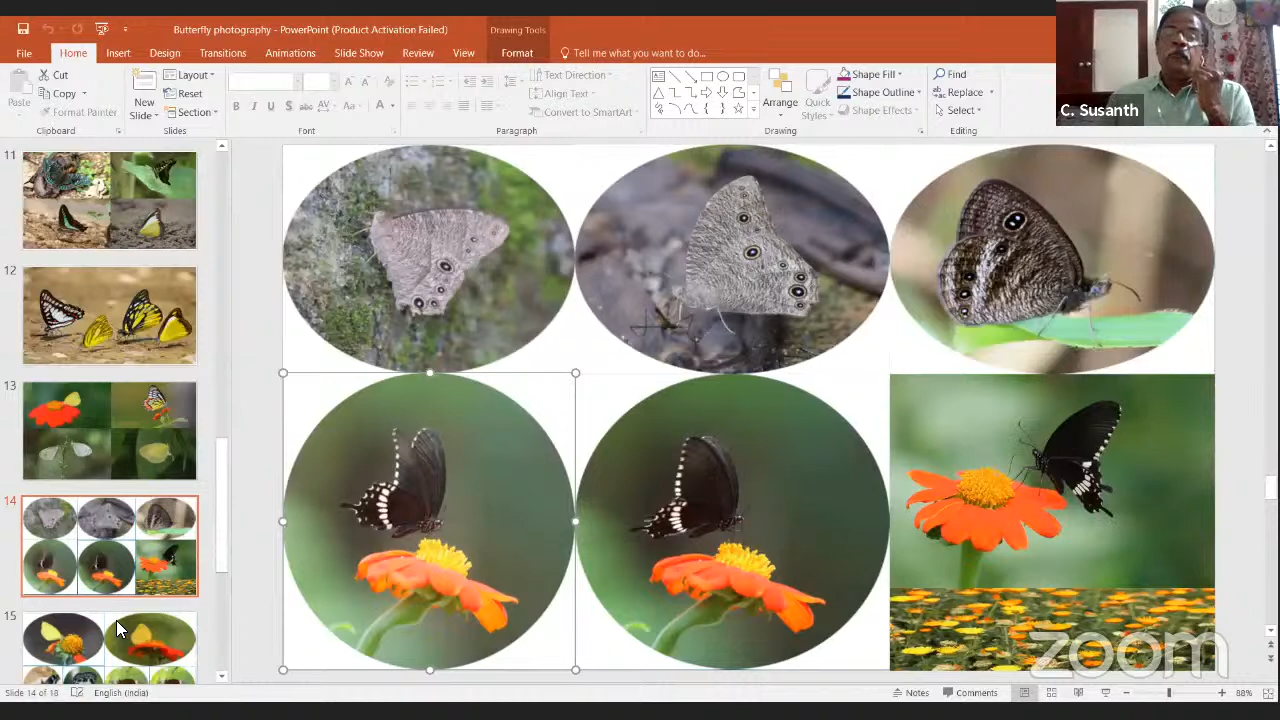 Butterfly photography - PowerPoint (Product Activation Failed)
Drawing Tools
File Home Insert Design Transitions Animations Slide Show Review View Format Tell me what you want to do...
Paste
Cut
Copy
Format Painter
Clipboard
New Slide
Layout
Reset
Section
Slides
B I U S abc AV Aa A
Font
Text Direction
Align Text
Convert to SmartArt
Paragraph
Arrange
Quick Styles
Shape Fill
Shape Outline
Shape Effects
Drawing
Find
Replace
Select
Editing
C. Susanth
11
12
13
14
15
zoom
Slide 14 of 18 English (India) Notes Comments 88%